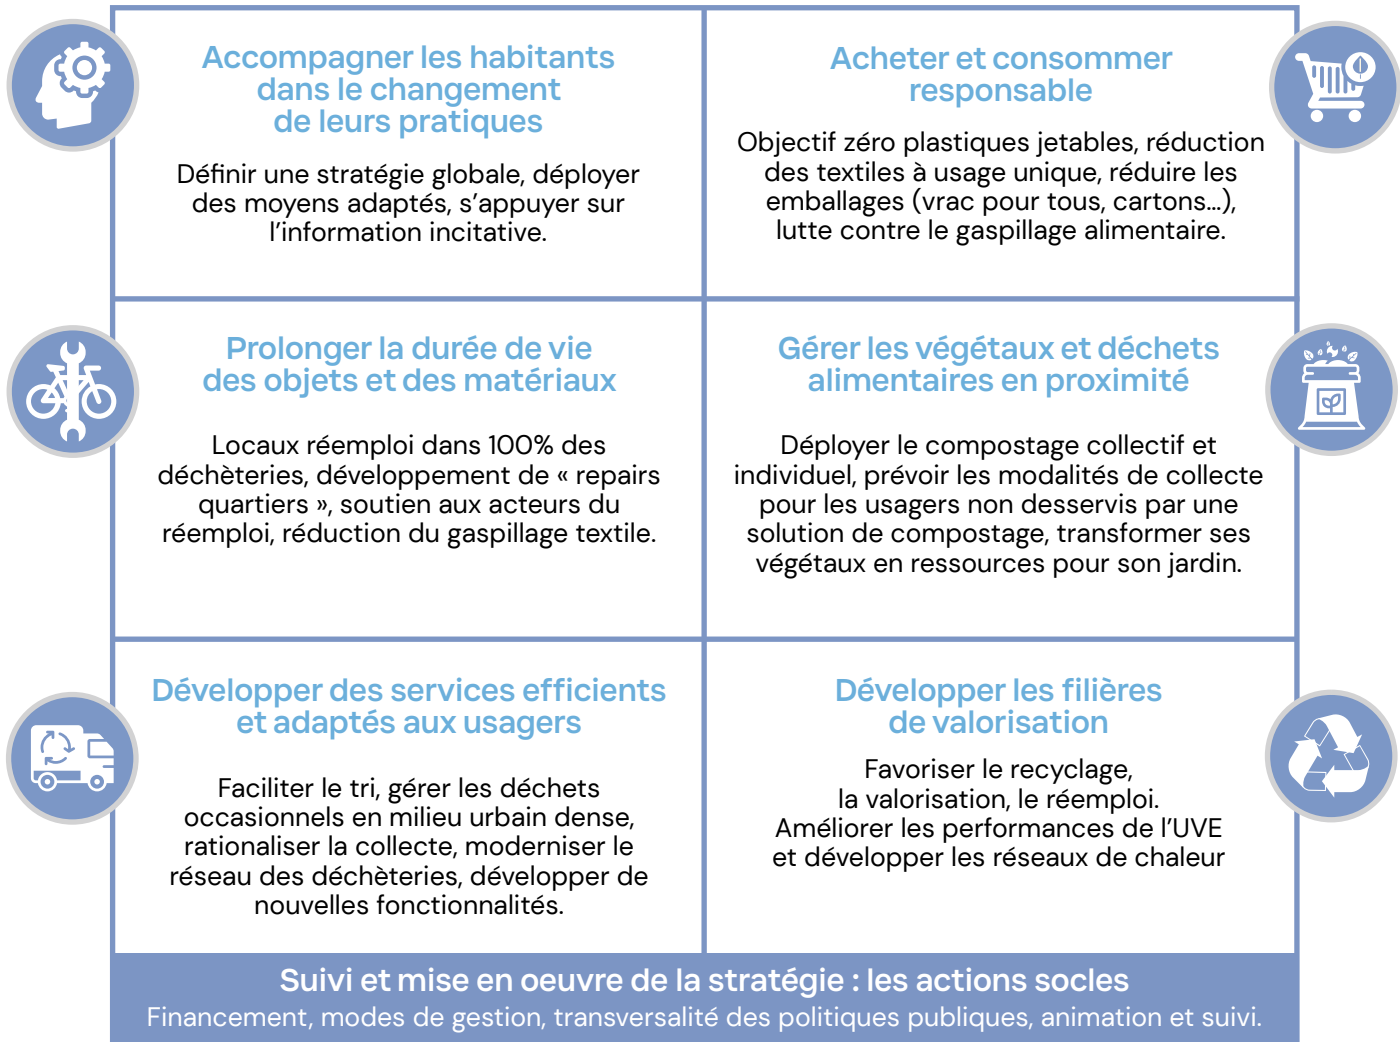 Accompagner les habitants
dans le changement
de leurs pratiques
Définir une stratégie globale, déployer
des moyens adaptés, s'appuyer sur
l'information incitative.
Acheter et consommer
responsable
Objectif zéro plastiques jetables, réduction
des textiles à usage unique, réduire les
emballages (vrac pour tous, cartons...),
lutte contre le gaspillage alimentaire.
Prolonger la durée de vie
des objets et des matériaux
Locaux réemploi dans 100% des
déchèteries, développement de « repairs
quartiers », soutien aux acteurs du
réemploi, réduction du gaspillage textile.
Gérer les végétaux et déchets
alimentaires en proximité
Déployer le compostage collectif et
individuel, prévoir les modalités de collecte
pour les usagers non desservis par une
solution de compostage, transformer ses
végétaux en ressources pour son jardin.
Développer des services efficients
et adaptés aux usagers
Faciliter le tri, gérer les déchets
occasionnels en milieu urbain dense,
rationaliser la collecte, moderniser le
réseau des déchèteries, développer de
nouvelles fonctionnalités.
Développer les filières
de valorisation
Favoriser le recyclage,
la valorisation, le réemploi.
Améliorer les performances de l'UVE
et développer les réseaux de chaleur
Suivi et mise en oeuvre de la stratégie : les actions socles
Financement, modes de gestion, transversalité des politiques publiques, animation et suivi.